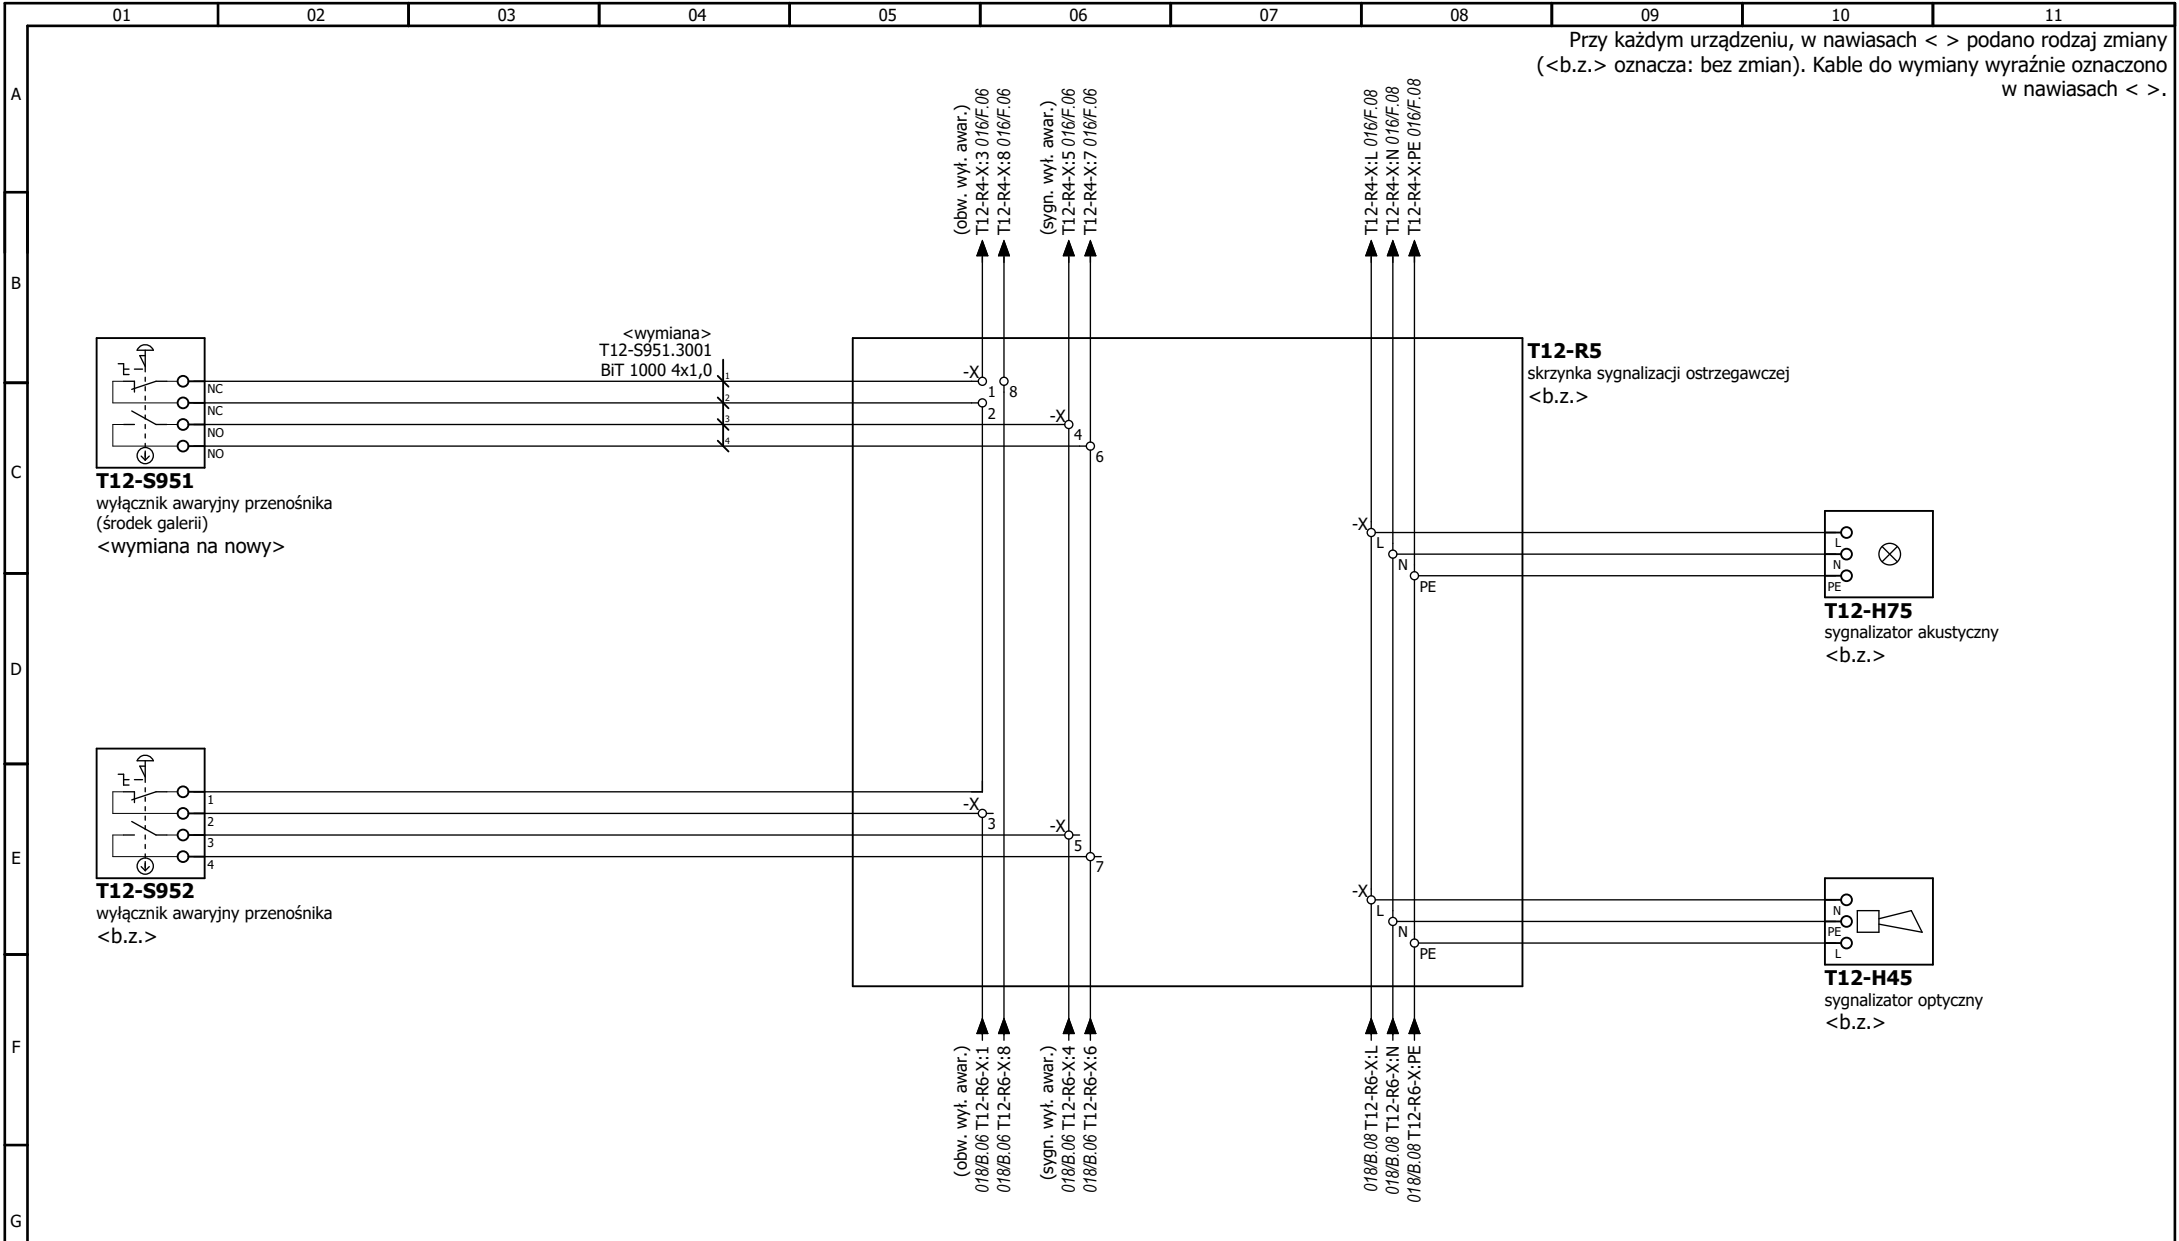 01 02 03 04 05 06 07 08 09 10 11
Przy każdym urządzeniu, w nawiasach < > podano rodzaj zmiany
(<b.z.> oznacza: bez zmian). Kable do wymiany wyraźnie oznaczono
w nawiasach < >.
A
B
C
D
E
F
G
(obw. wył. awar.)
T12-R4-X:3 016/F.06
T12-R4-X:8 016/F.06
(sygn. wył. awar.)
T12-R4-X:5 016/F.06
T12-R4-X:7 016/F.06
T12-R4-X:L 016/F.08
T12-R4-X:N 016/F.08
T12-R4-X:PE 016/F.08
<wymiana>
T12-S951.3001
BiT 1000 4x1,0
1
2
3
4
NC
NC
NO
NO
T12-S951
wyłącznik awaryjny przenośnika
(środek galerii)
<wymiana na nowy>
-X
1
8
2
-X
4
6
T12-R5
skrzynka sygnalizacji ostrzegawczej
<b.z.>
-X
L
N
PE
L
N
PE
T12-H75
sygnalizator akustyczny
<b.z.>
1
2
3
4
T12-S952
wyłącznik awaryjny przenośnika
<b.z.>
-X
3
-X
5
7
-X
L
N
PE
N
PE
L
T12-H45
sygnalizator optyczny
<b.z.>
(obw. wył. awar.)
018/B.06 T12-R6-X:1
018/B.06 T12-R6-X:8
(sygn. wył. awar.)
018/B.06 T12-R6-X:4
018/B.06 T12-R6-X:6
018/B.08 T12-R6-X:L
018/B.08 T12-R6-X:N
018/B.08 T12-R6-X:PE